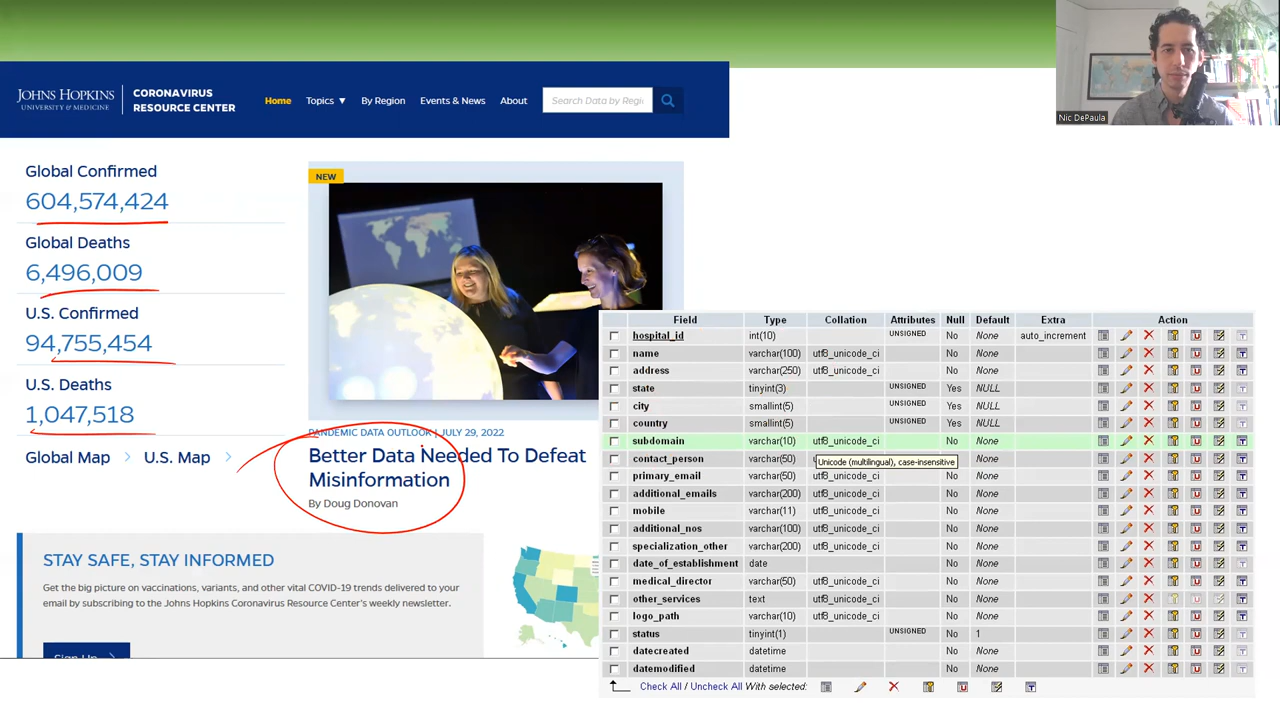 JOHNS HOPKINS
UNIVERSITY & MEDICINE
CORONAVIRUS
RESOURCE CENTER
Home Topics ▼ By Region Events & News About
Search Data by Regi
Nic DePaula
Global Confirmed
604,574,424
Global Deaths
6,496,009
U.S. Confirmed
94,755,454
U.S. Deaths
1,047,518
Global Map > U.S. Map >
NEW
PANDEMIC DATA OUTLOOK | JULY 29, 2022
Better Data Needed To Defeat
Misinformation
By Doug Donovan
STAY SAFE, STAY INFORMED
Get the big picture on vaccinations, variants, and other vital COVID-19 trends delivered to your
email by subscribing to the Johns Hopkins Coronavirus Resource Center's weekly newsletter.
Sign Up
Field Type Collation Attributes Null Default Extra Action
hospital_id int(10) UNSIGNED No None auto_increment
name varchar(100) utf8_unicode_ci No None
address varchar(250) utf8_unicode_ci No None
state tinyint(3) UNSIGNED Yes NULL
city smallint(5) UNSIGNED Yes NULL
country smallint(5) UNSIGNED Yes NULL
subdomain varchar(10) utf8_unicode_ci No None
contact_person varchar(50) No None
Unicode (multilingual), case-insensitive
primary_email varchar(50) utf8_unicode_ci No None
additional_emails varchar(200) utf8_unicode_ci No None
mobile varchar(11) utf8_unicode_ci No None
additional_nos varchar(100) utf8_unicode_ci No None
specialization_other varchar(200) utf8_unicode_ci No None
date_of_establishment date No None
medical_director varchar(50) utf8_unicode_ci No None
other_services text utf8_unicode_ci No None
logo_path varchar(10) utf8_unicode_ci No None
status tinyint(1) UNSIGNED No 1
datecreated datetime No None
datemodified datetime No None
Check All / Uncheck All With selected: